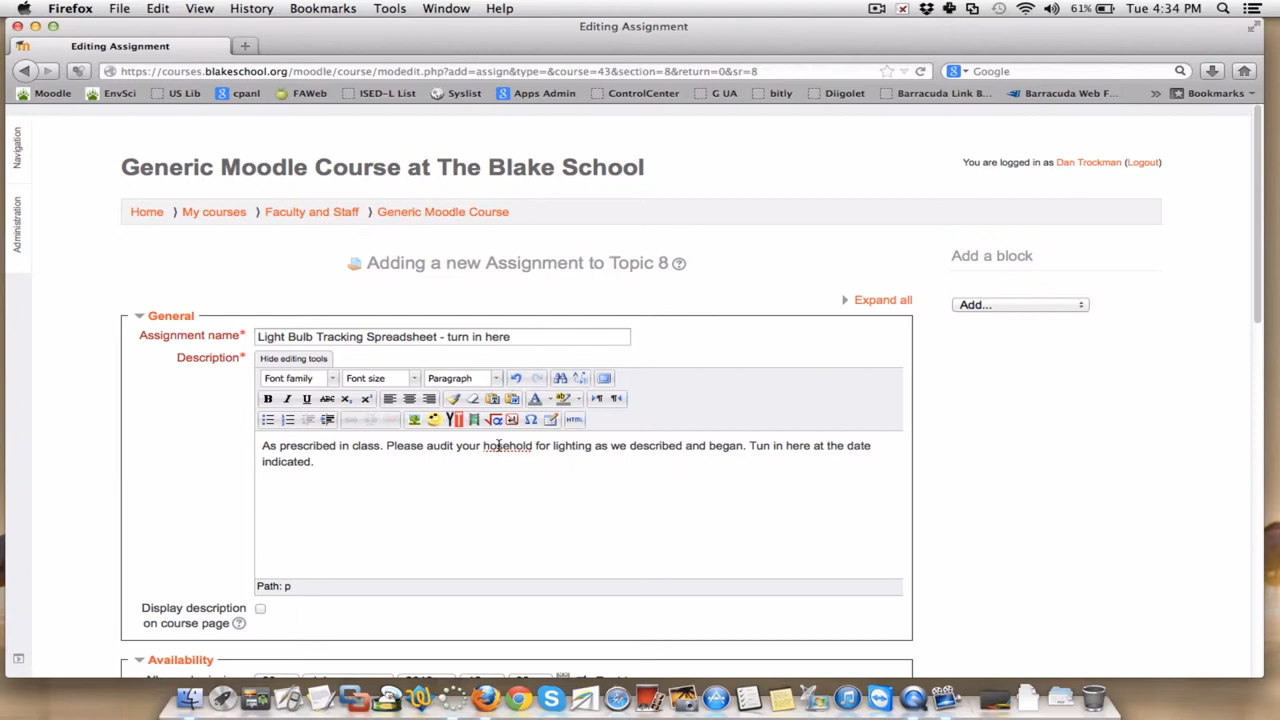 Firefox File Edit View History Bookmarks Tools Window Help 61% Tue 4:34 PM
Editing Assignment
Editing Assignment
https://courses.blakeschool.org/moodle/course/modedit.php?add=assign&type=&course=43&section=8&return=0&sr=8 Google
Moodle EnvSci US Lib cpanl FAWeb ISED-L List Syslist Apps Admin ControlCenter G UA bitly Diigolet Barracuda Link B... Barracuda Web F... Bookmarks
Navigation
Administration
Generic Moodle Course at The Blake School
You are logged in as Dan Trockman (Logout)
Home 〉 My courses 〉 Faculty and Staff 〉 Generic Moodle Course
Adding a new Assignment to Topic 8
Add a block
Expand all
Add...
General
Assignment name* Light Bulb Tracking Spreadsheet - turn in here
Description* Hide editing tools
Font family Font size Paragraph
HTML
As prescribed in class. Please audit your hosehold for lighting as we described and began. Tun in here at the date
indicated.
Path: p
Display description
on course page
Availability